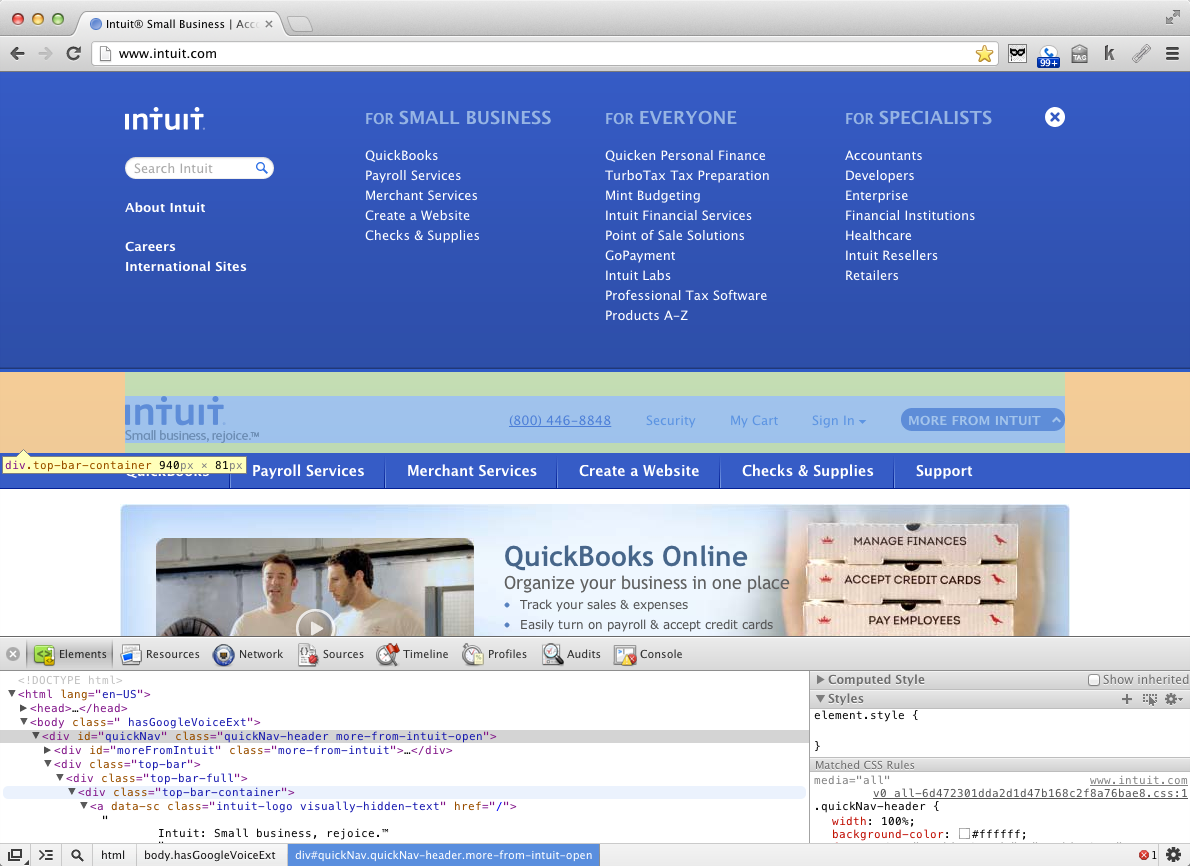 Intuit® Small Business | Acc
www.intuit.com
99+
TAG
k
intuit.
Search Intuit
About Intuit
Careers
International Sites
FOR SMALL BUSINESS
QuickBooks
Payroll Services
Merchant Services
Create a Website
Checks & Supplies
FOR EVERYONE
Quicken Personal Finance
TurboTax Tax Preparation
Mint Budgeting
Intuit Financial Services
Point of Sale Solutions
GoPayment
Intuit Labs
Professional Tax Software
Products A-Z
FOR SPECIALISTS
Accountants
Developers
Enterprise
Financial Institutions
Healthcare
Intuit Resellers
Retailers
intuit.
Small business, rejoice.™
(800) 446-8848 Security My Cart Sign In MORE FROM INTUIT
div.top-bar-container 940px × 81px
QuickBooks Payroll Services Merchant Services Create a Website Checks & Supplies Support
QuickBooks Online
Organize your business in one place
• Track your sales & expenses
• Easily turn on payroll & accept credit cards
MANAGE FINANCES
ACCEPT CREDIT CARDS
PAY EMPLOYEES
Elements Resources Network Sources Timeline Profiles Audits Console
<!DOCTYPE html>
<html lang="en-US">
<head>…</head>
<body class=" hasGoogleVoiceExt">
<div id="quickNav" class="quickNav-header more-from-intuit-open">
<div id="moreFromIntuit" class="more-from-intuit">…</div>
<div class="top-bar">
<div class="top-bar-full">
<div class="top-bar-container">
<a data-sc class="intuit-logo visually-hidden-text" href="/">
"
Intuit: Small business, rejoice.™
Computed Style Show inherited
Styles
element.style {
}
Matched CSS Rules
media="all" www.intuit.com
v0_all-6d472301dda2d1d47b168c2f8a76bae8.css:1
.quickNav-header {
width: 100%;
background-color: #ffffff;
html body.hasGoogleVoiceExt div#quickNav.quickNav-header.more-from-intuit-open 1